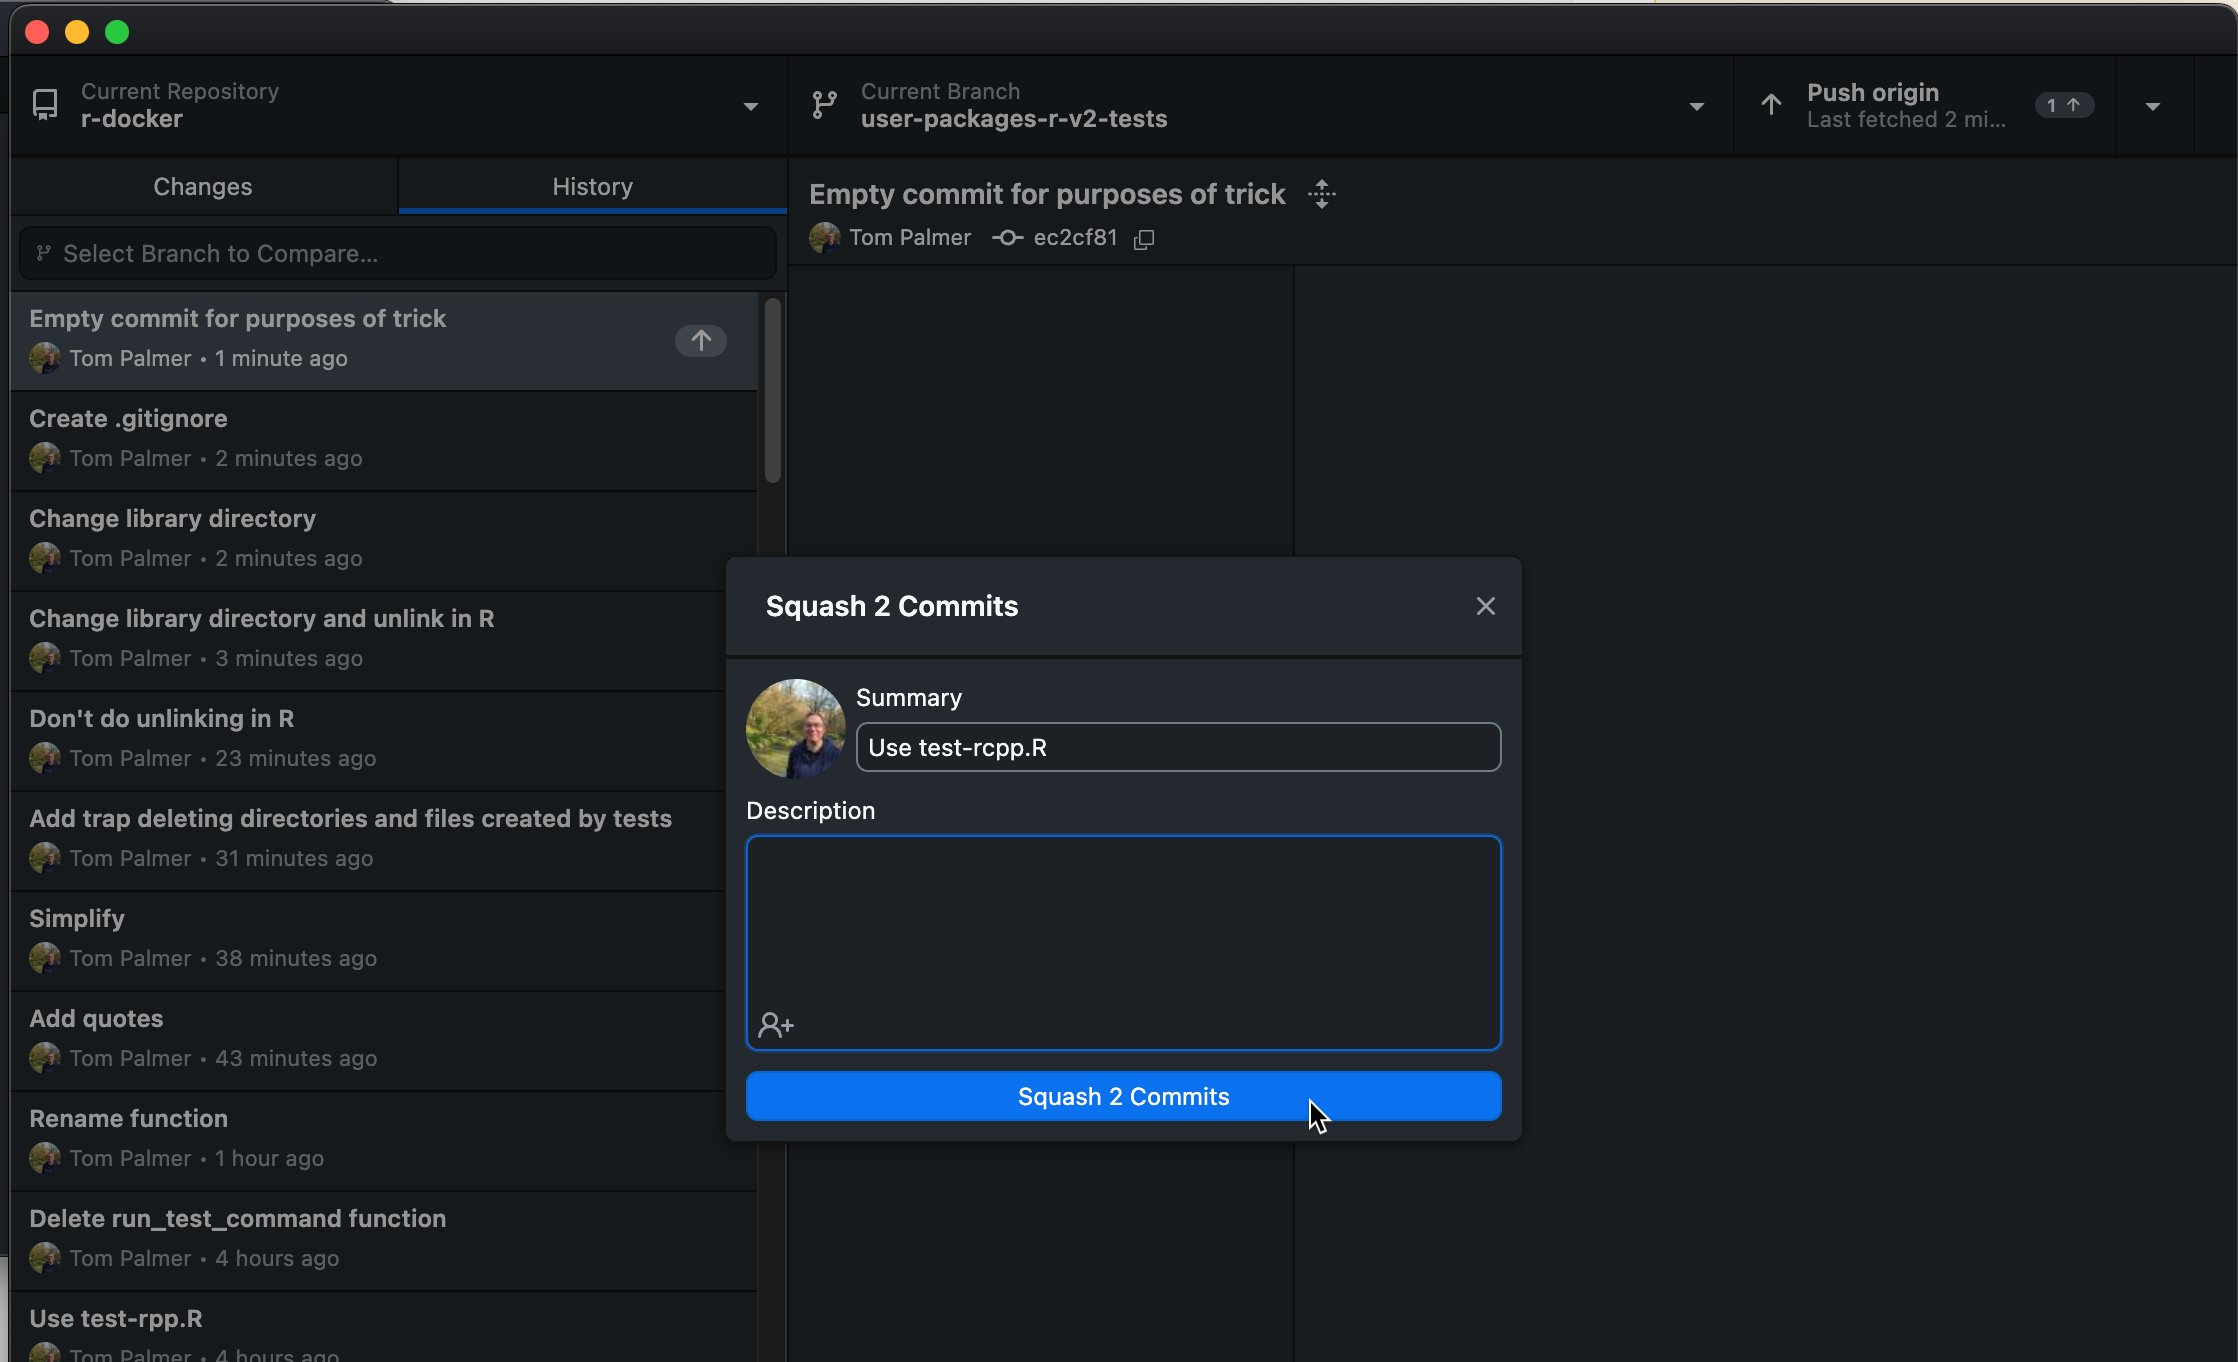 Current Repository
r-docker
Current Branch
user-packages-r-v2-tests
Push origin
Last fetched 2 mi...
1
Changes
History
Select Branch to Compare...
Empty commit for purposes of trick
Tom Palmer
ec2cf81
Empty commit for purposes of trick
Tom Palmer • 1 minute ago
Create .gitignore
Tom Palmer • 2 minutes ago
Change library directory
Tom Palmer • 2 minutes ago
Change library directory and unlink in R
Tom Palmer • 3 minutes ago
Don't do unlinking in R
Tom Palmer • 23 minutes ago
Add trap deleting directories and files created by tests
Tom Palmer • 31 minutes ago
Simplify
Tom Palmer • 38 minutes ago
Add quotes
Tom Palmer • 43 minutes ago
Rename function
Tom Palmer • 1 hour ago
Delete run_test_command function
Tom Palmer • 4 hours ago
Use test-rpp.R
Tom Palmer • 4 hours ago
Squash 2 Commits
Summary
Use test-rcpp.R
Description
Squash 2 Commits